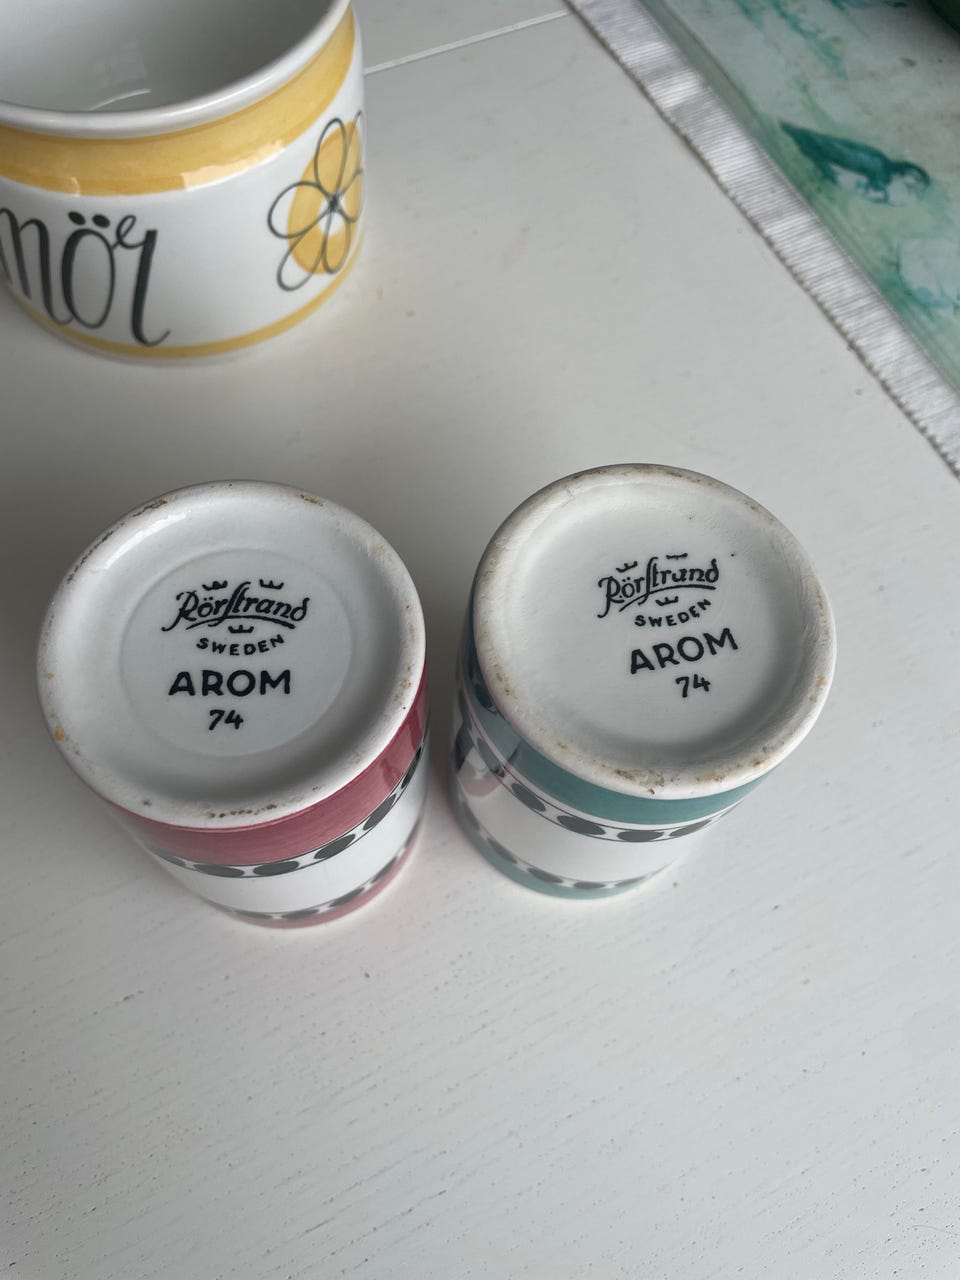 mör
Rörstrand
SWEDEN
AROM
74
Rörstrand
SWEDEN
AROM
74